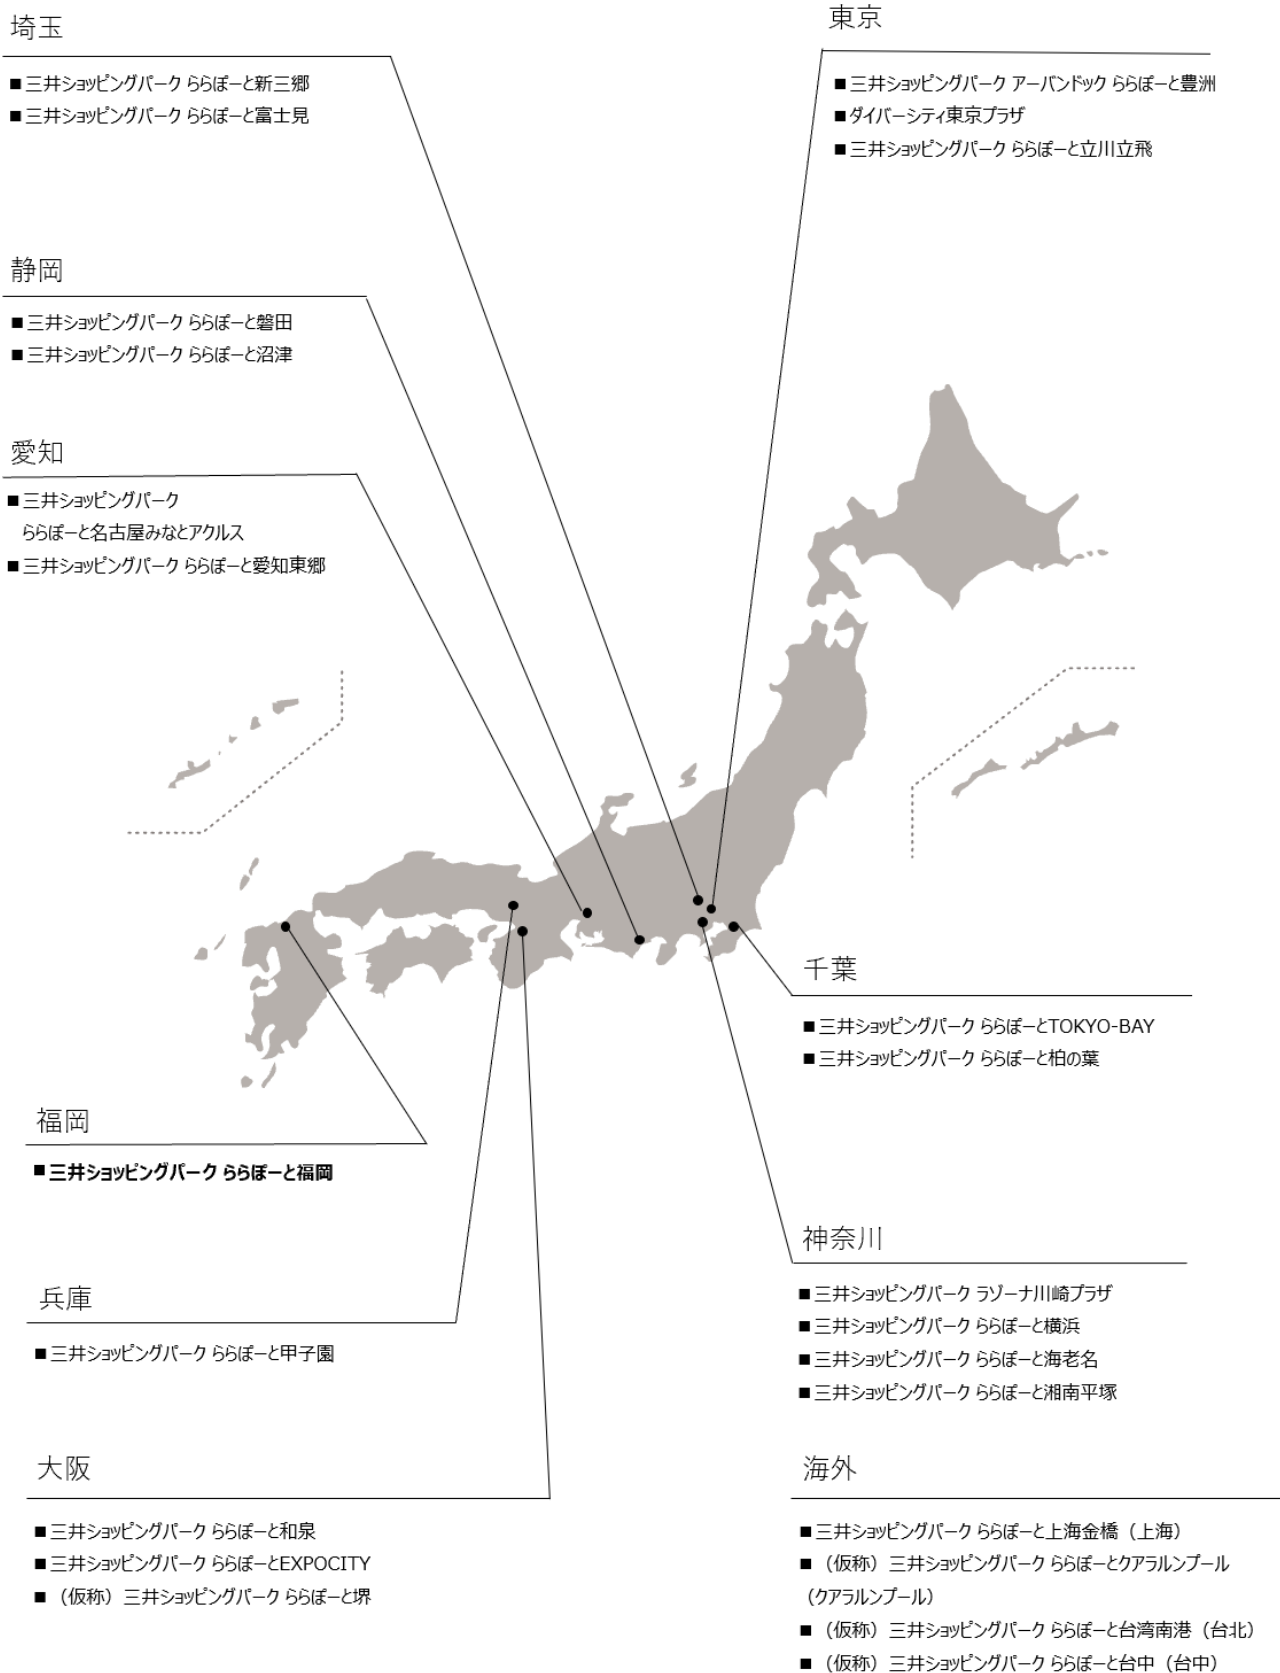 埼玉
■三井ショッピングパーク ららぽーと新三郷
■三井ショッピングパーク ららぽーと富士見
東京
■三井ショッピングパーク アーバンドック ららぽーと豊洲
■ダイバーシティ東京プラザ
■三井ショッピングパーク ららぽーと立川立飛
静岡
■三井ショッピングパーク ららぽーと磐田
■三井ショッピングパーク ららぽーと沼津
愛知
■三井ショッピングパーク
ららぽーと名古屋みなとアクルス
■三井ショッピングパーク ららぽーと愛知東郷
千葉
■三井ショッピングパーク ららぽーとTOKYO-BAY
■三井ショッピングパーク ららぽーと柏の葉
福岡
■三井ショッピングパーク ららぽーと福岡
神奈川
■三井ショッピングパーク ラゾーナ川崎プラザ
■三井ショッピングパーク ららぽーと横浜
■三井ショッピングパーク ららぽーと海老名
■三井ショッピングパーク ららぽーと湘南平塚
兵庫
■三井ショッピングパーク ららぽーと甲子園
大阪
■三井ショッピングパーク ららぽーと和泉
■三井ショッピングパーク ららぽーとEXPOCITY
■（仮称）三井ショッピングパーク ららぽーと堺
海外
■三井ショッピングパーク ららぽーと上海金橋（上海）
■（仮称）三井ショッピングパーク ららぽーとクアラルンプール
（クアラルンプール）
■（仮称）三井ショッピングパーク ららぽーと台湾南港（台北）
■（仮称）三井ショッピングパーク ららぽーと台中（台中）